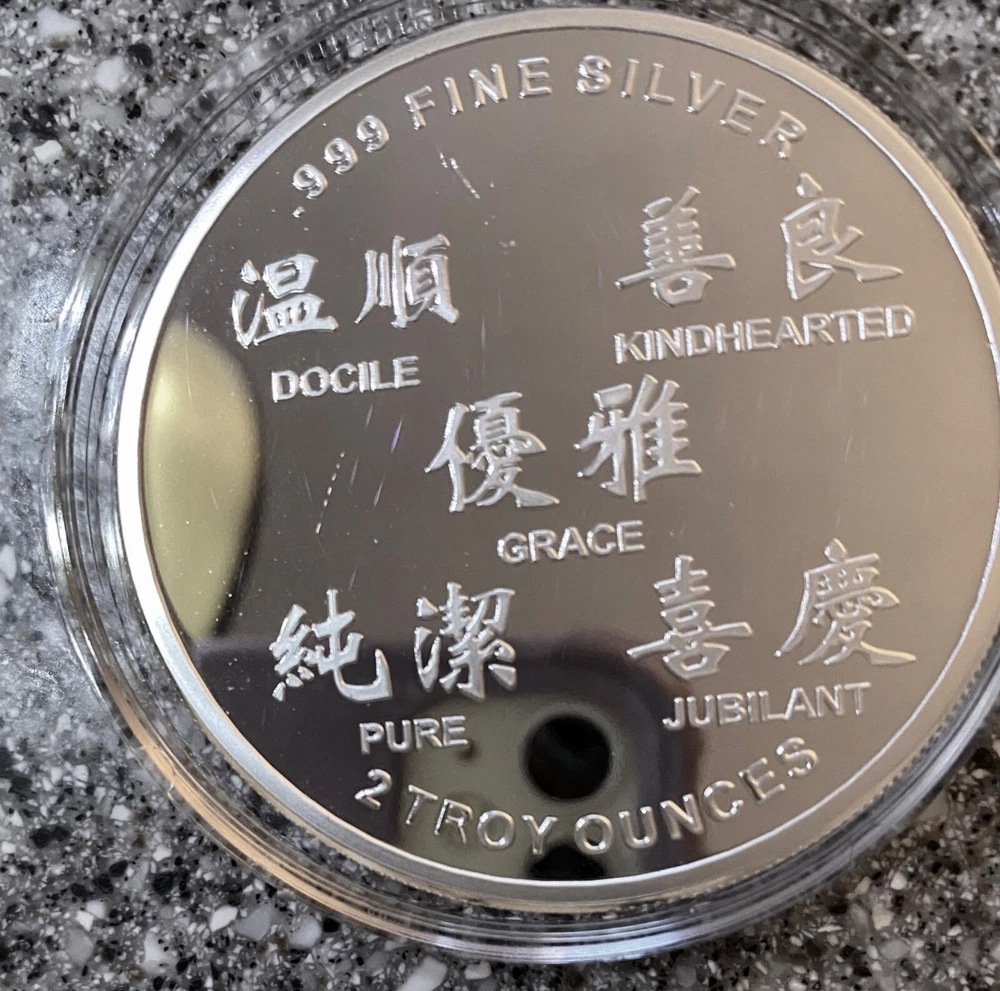 .999 FINE SILVER
温順 善良
DOCILE KINDHEARTED
優雅
GRACE
純潔 喜慶
PURE JUBILANT
2 TROY OUNCES